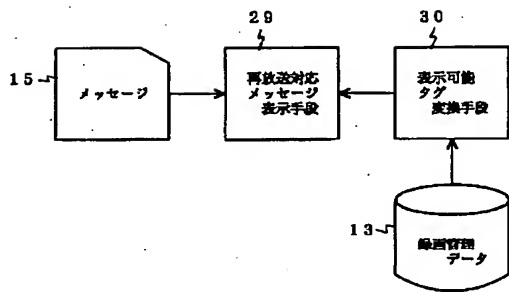 29
30
15
メッセージ
再放送対応
メッセージ
表示手段
表示可能
タグ
変換手段
13
録画管理
データ